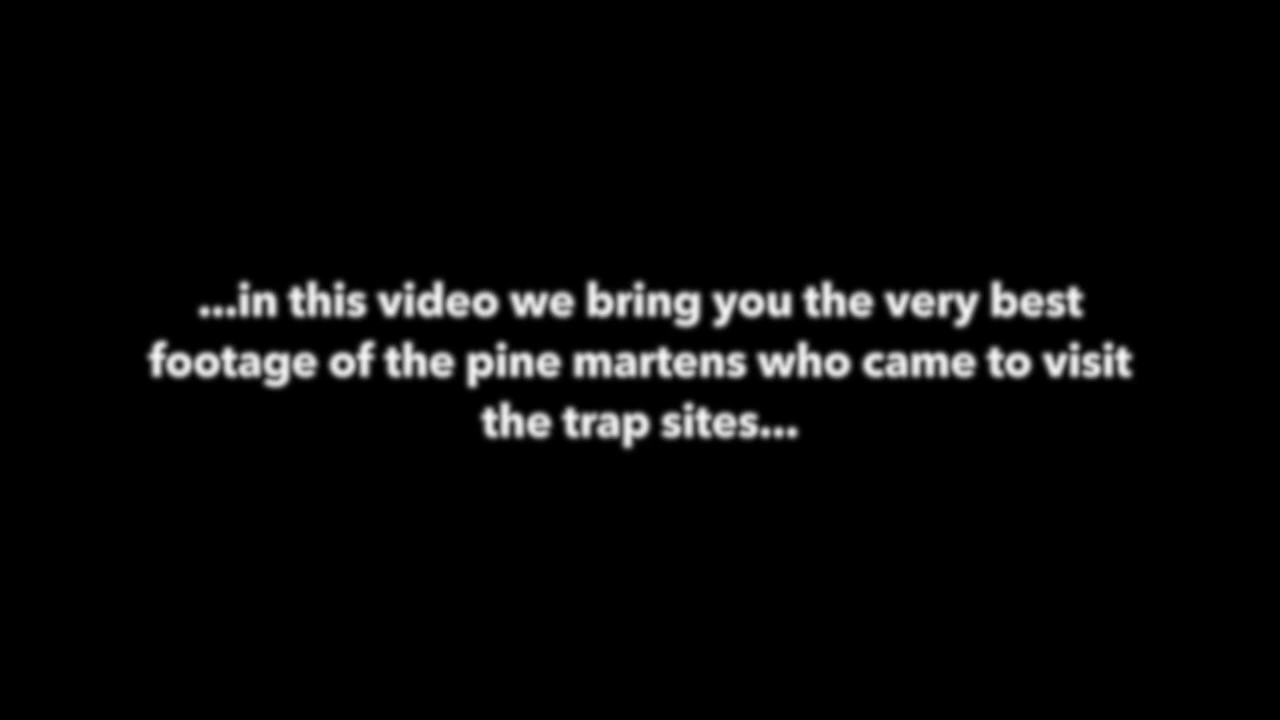 ...in this video we bring you the very best
footage of the pine martens who came to visit
the trap sites...